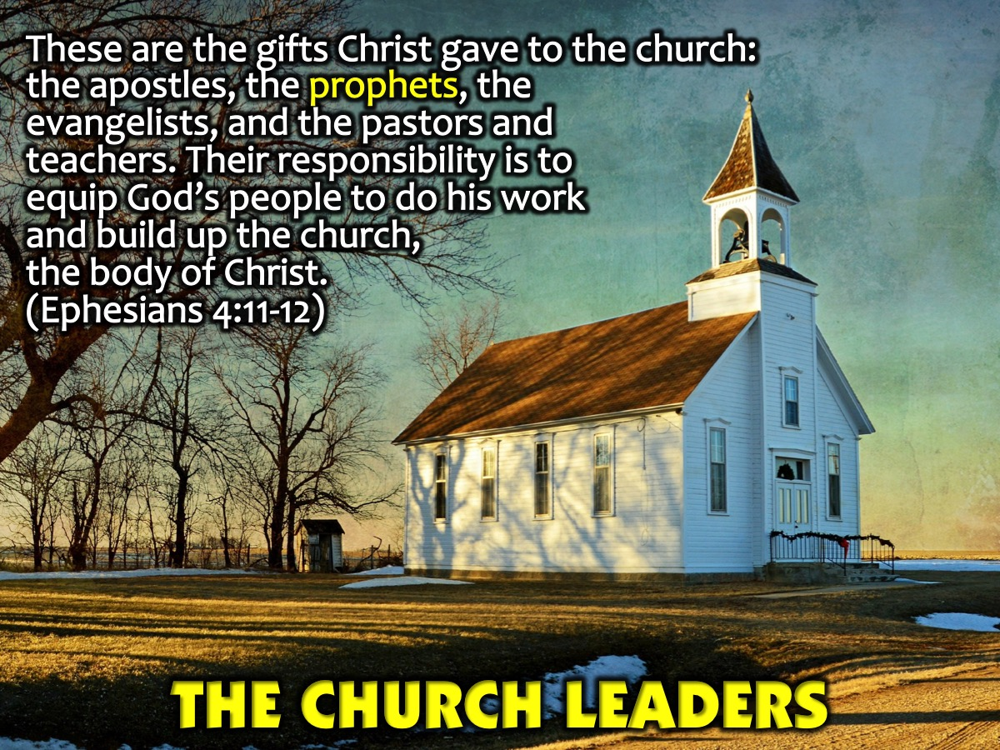 These are the gifts Christ gave to the church:
the apostles, the prophets, the
evangelists, and the pastors and
teachers. Their responsibility is to
equip God’s people to do his work
and build up the church,
the body of Christ.
(Ephesians 4:11-12)
THE CHURCH LEADERS